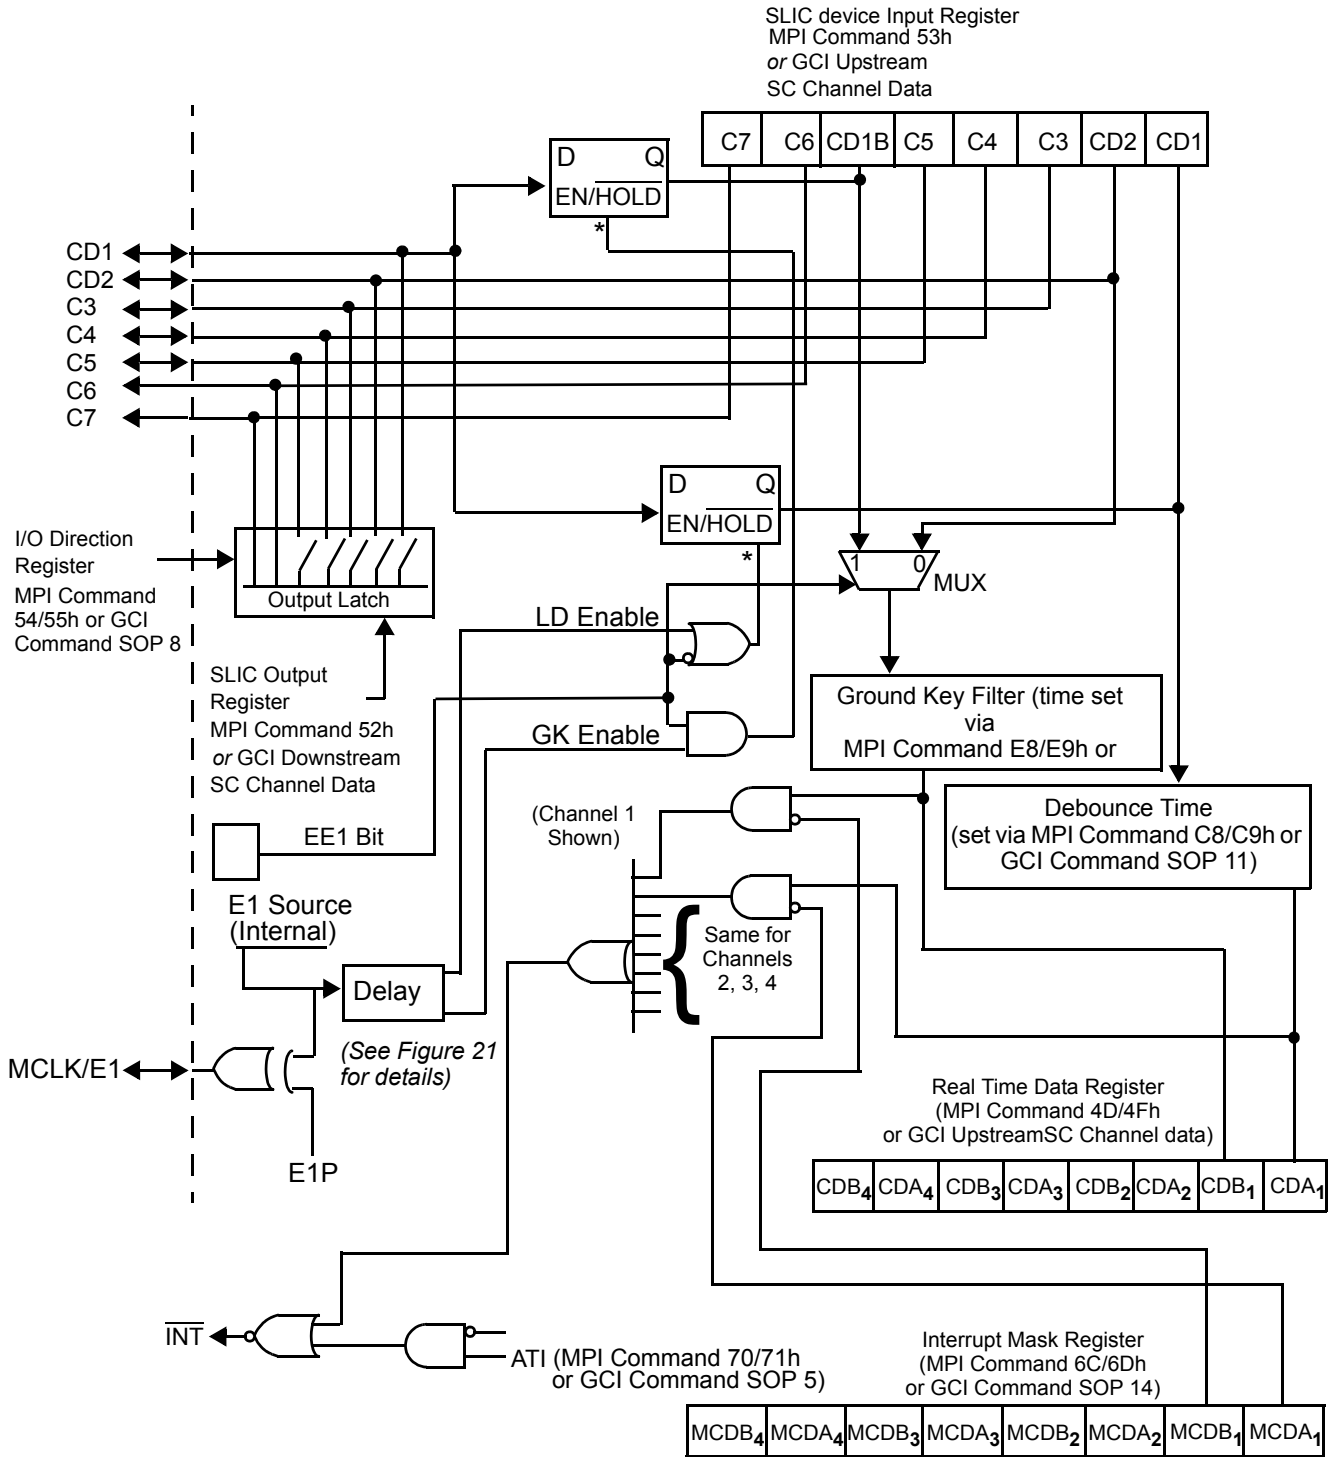 SLIC device Input Register
MPI Command 53h
or GCI Upstream
SC Channel Data
C7 C6 CD1B C5 C4 C3 CD2 CD1
D Q
EN/HOLD
*
CD1
CD2
C3
C4
C5
C6
C7
D Q
EN/HOLD
*
I/O Direction
Register
MPI Command
54/55h or GCI
Command SOP 8
Output Latch
1 0
MUX
LD Enable
SLIC Output
Register
MPI Command 52h
or GCI Downstream
SC Channel Data
GK Enable
Ground Key Filter (time set
via
MPI Command E8/E9h or
(Channel 1
Shown)
Debounce Time
(set via MPI Command C8/C9h or
GCI Command SOP 11)
EE1 Bit
E1 Source
(Internal)
Same for
Channels
2, 3, 4
{
Delay
(See Figure 21
for details)
MCLK/E1
E1P
Real Time Data Register
(MPI Command 4D/4Fh
or GCI UpstreamSC Channel data)
CDB4 CDA4 CDB3 CDA3 CDB2 CDA2 CDB1 CDA1
INT
ATI (MPI Command 70/71h
or GCI Command SOP 5)
Interrupt Mask Register
(MPI Command 6C/6Dh
or GCI Command SOP 14)
MCDB4 MCDA4 MCDB3 MCDA3 MCDB2 MCDA2 MCDB1 MCDA1